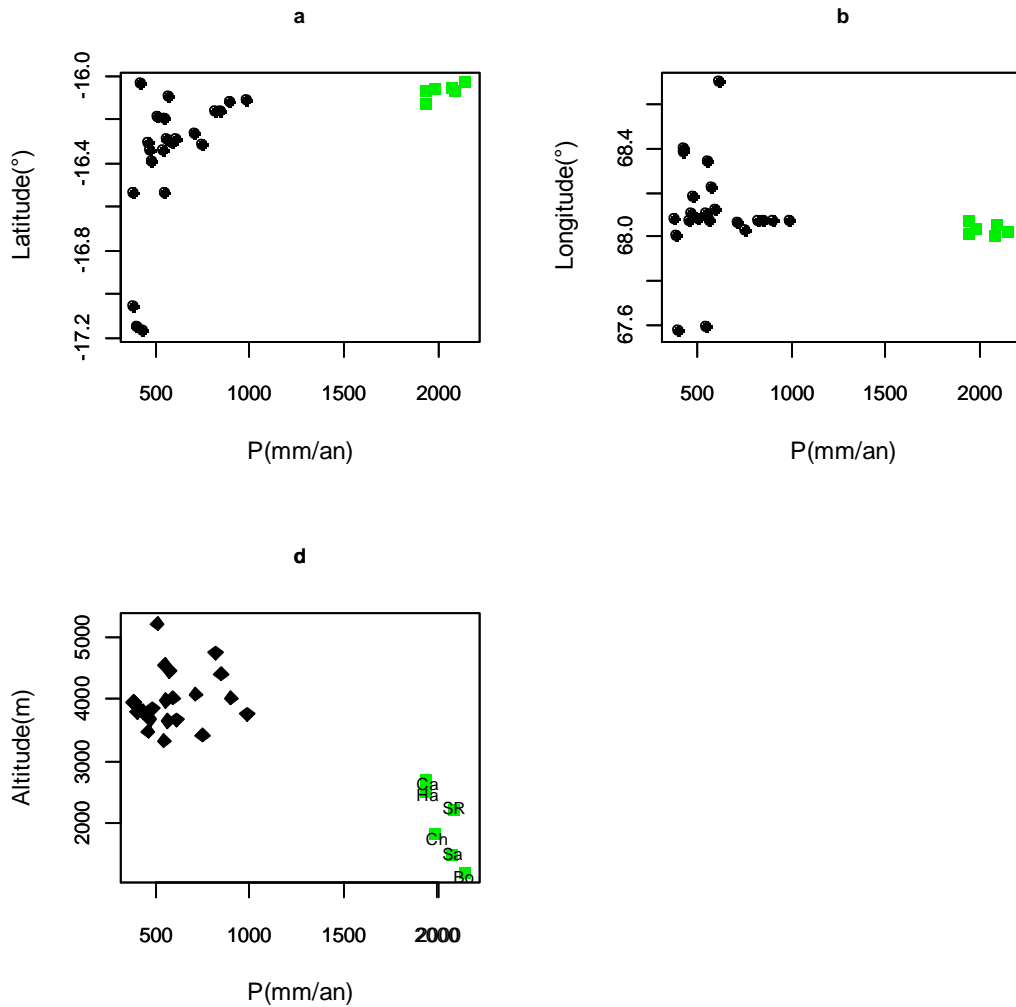 a
Latitude(°)
-16.0
-16.4
-16.8
-17.2
500 1000 1500 2000
P(mm/an)
b
Longitude(°)
68.4
68.0
67.6
500 1000 1500 2000
P(mm/an)
d
Altitude(m)
5000
4000
3000
2000
Ca
Ha
SR
Ch
Sa
Bo
500 1000 1500 2000
P(mm/an)